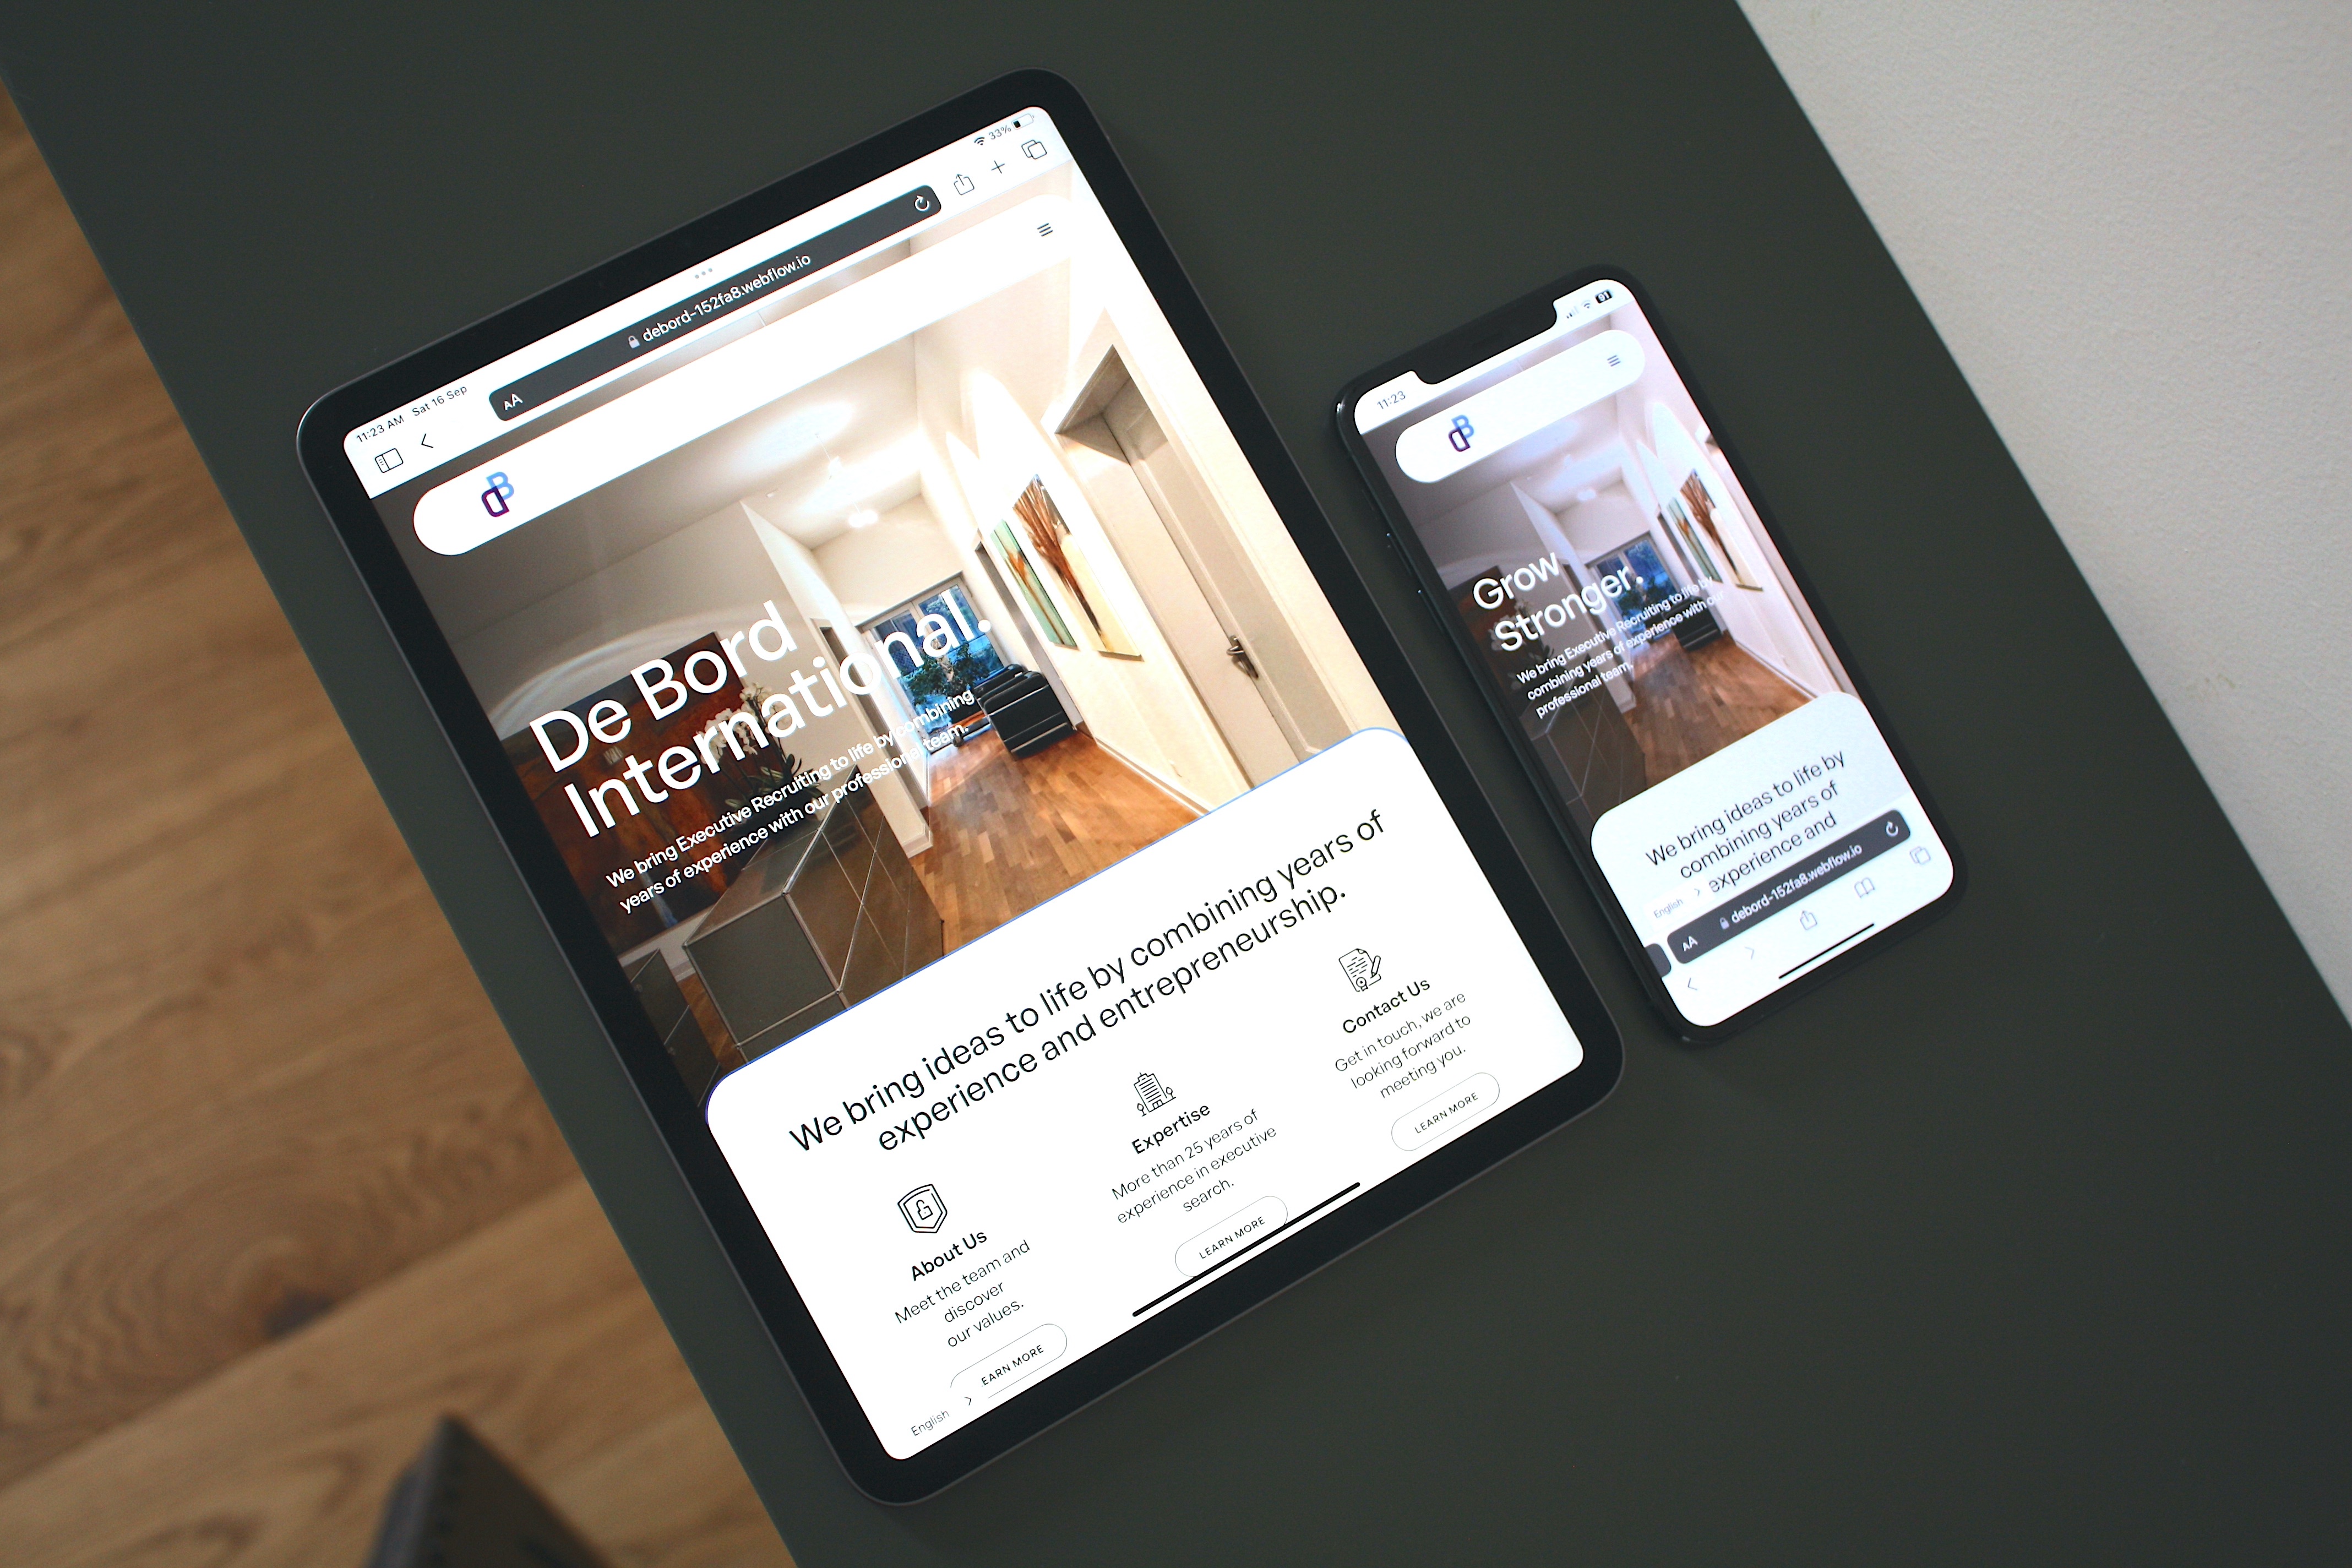 11:23 AM Sat 16 Sep
33%
AA
debord-152fa8.webflow.io
dB
De Bord
International.
We bring Executive Recruiting to life by combining
years of experience with our professional team.
We bring ideas to life by combining years of
experience and entrepreneurship.
About Us
Meet the team and
discover
our values.
EARN MORE
Expertise
More than 25 years of
experience in executive
search.
LEARN MORE
Contact Us
Get in touch, we are
looking forward to
meeting you.
LEARN MORE
English
11:23
91
dB
Grow
Stronger.
We bring Executive Recruiting to life by
combining years of experience with our
professional team.
We bring ideas to life by
combining years of
experience and
English
AA
debord-152fa8.webflow.io